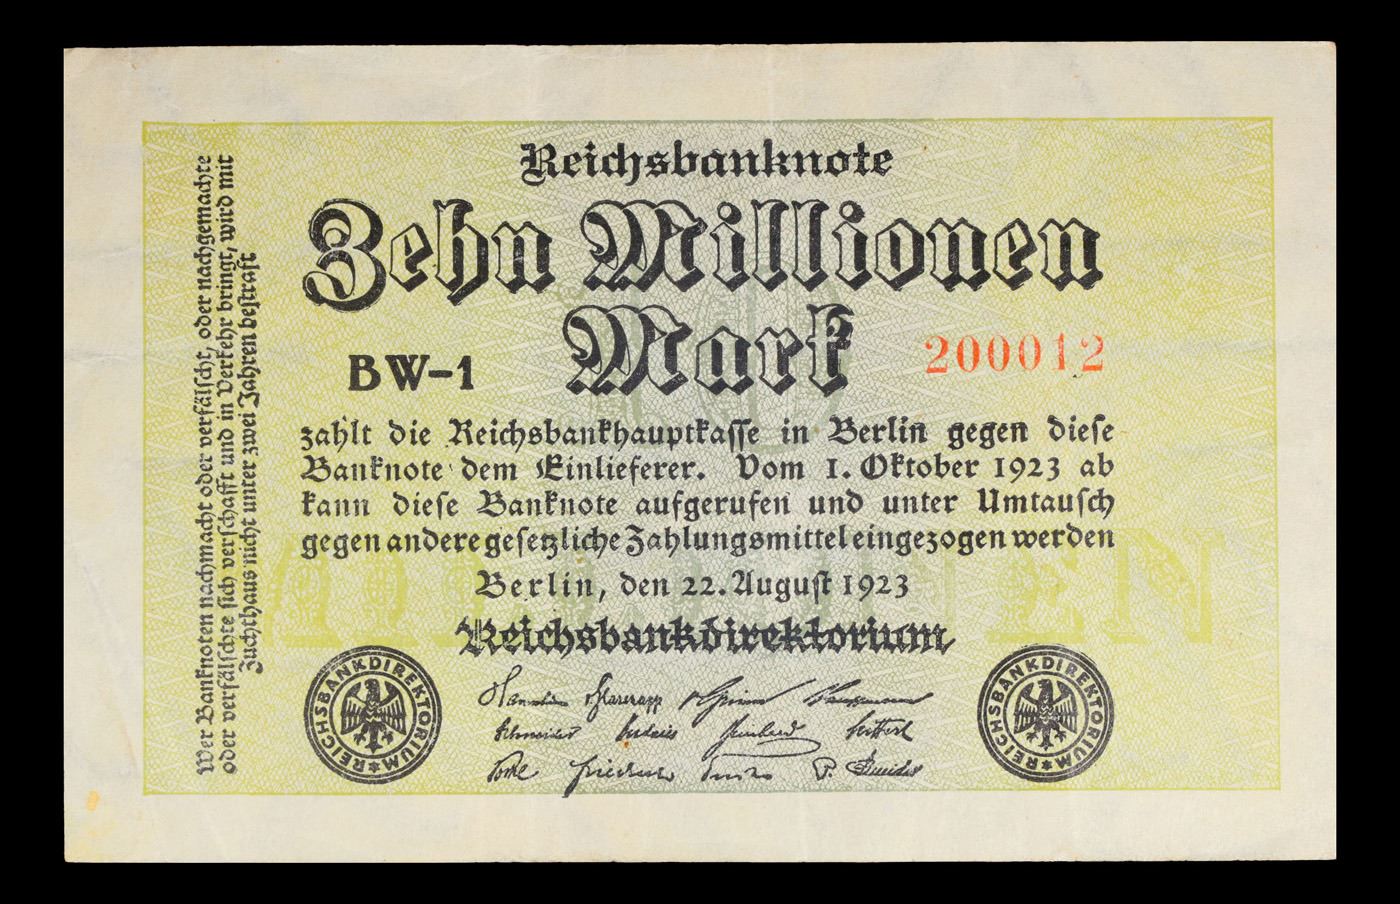 Reichsbanknote
Zehn Millionen
Mark
BW-1
200012
zahlt die Reichsbankhauptkasse in Berlin gegen diese
Banknote dem Einlieferer. Vom 1. Oktober 1923 ab
kann diese Banknote aufgerufen und unter Umtausch
gegen andere gesetzliche Zahlungsmittel eingezogen werden
Berlin, den 22. August 1923
Reichsbankdirektorium
Wer Banknoten nachmacht oder verfälscht, oder nachgemachte
oder verfälschte sich verschafft und in Verkehr bringt, wird mit
Zuchthaus nicht unter zwei Jahren bestraft
REICHSBANKDIREKTORIUM
REICHSBANKDIREKTORIUM